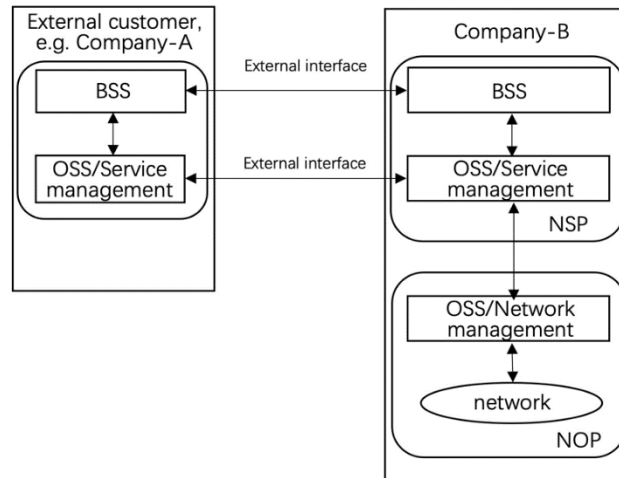 External customer,
e.g. Company-A
BSS
OSS/Service
management
External interface
External interface
Company-B
BSS
OSS/Service
management
NSP
OSS/Network
management
network
NOP